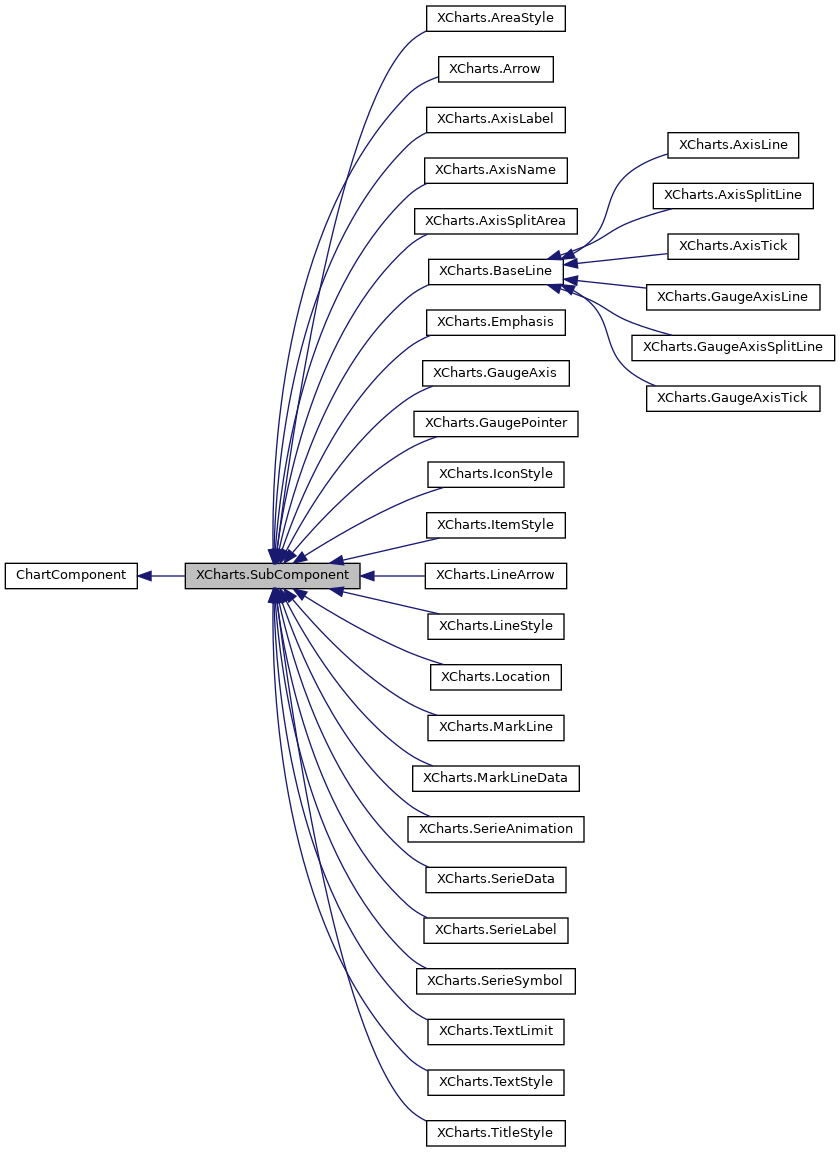 XCharts.AreaStyle
XCharts.Arrow
XCharts.AxisLabel
XCharts.AxisName
XCharts.AxisSplitArea
XCharts.BaseLine
XCharts.AxisLine
XCharts.AxisSplitLine
XCharts.AxisTick
XCharts.GaugeAxisLine
XCharts.GaugeAxisSplitLine
XCharts.GaugeAxisTick
XCharts.Emphasis
XCharts.GaugeAxis
XCharts.GaugePointer
XCharts.IconStyle
XCharts.ItemStyle
ChartComponent
XCharts.SubComponent
XCharts.LineArrow
XCharts.LineStyle
XCharts.Location
XCharts.MarkLine
XCharts.MarkLineData
XCharts.SerieAnimation
XCharts.SerieData
XCharts.SerieLabel
XCharts.SerieSymbol
XCharts.TextLimit
XCharts.TextStyle
XCharts.TitleStyle